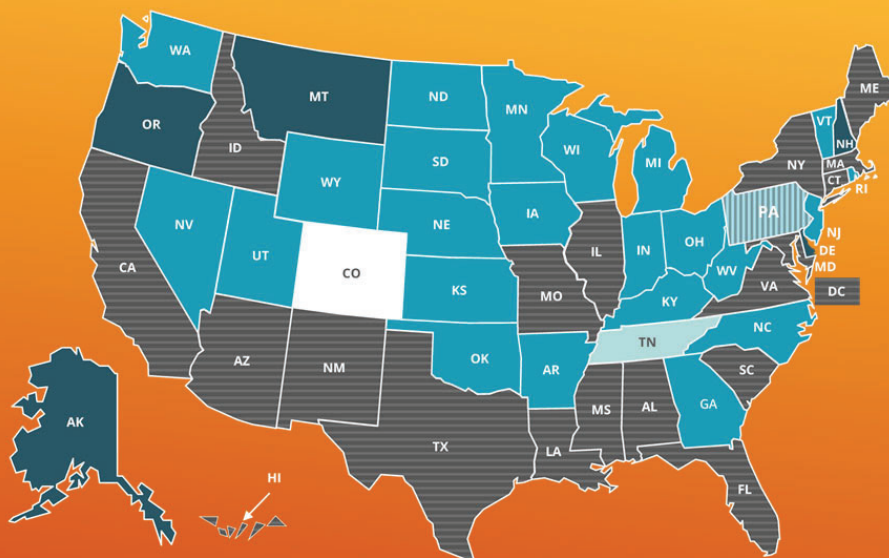 WA
MT
ND
MN
ME
VT
NH
OR
ID
SD
WI
MI
NY
MA
CT
RI
WY
NE
IA
PA
NV
UT
CO
IL
IN
OH
NJ
DE
MD
CA
KS
MO
WV
VA
DC
KY
AZ
NM
OK
AR
TN
NC
SC
MS
AL
GA
TX
LA
AK
HI
FL